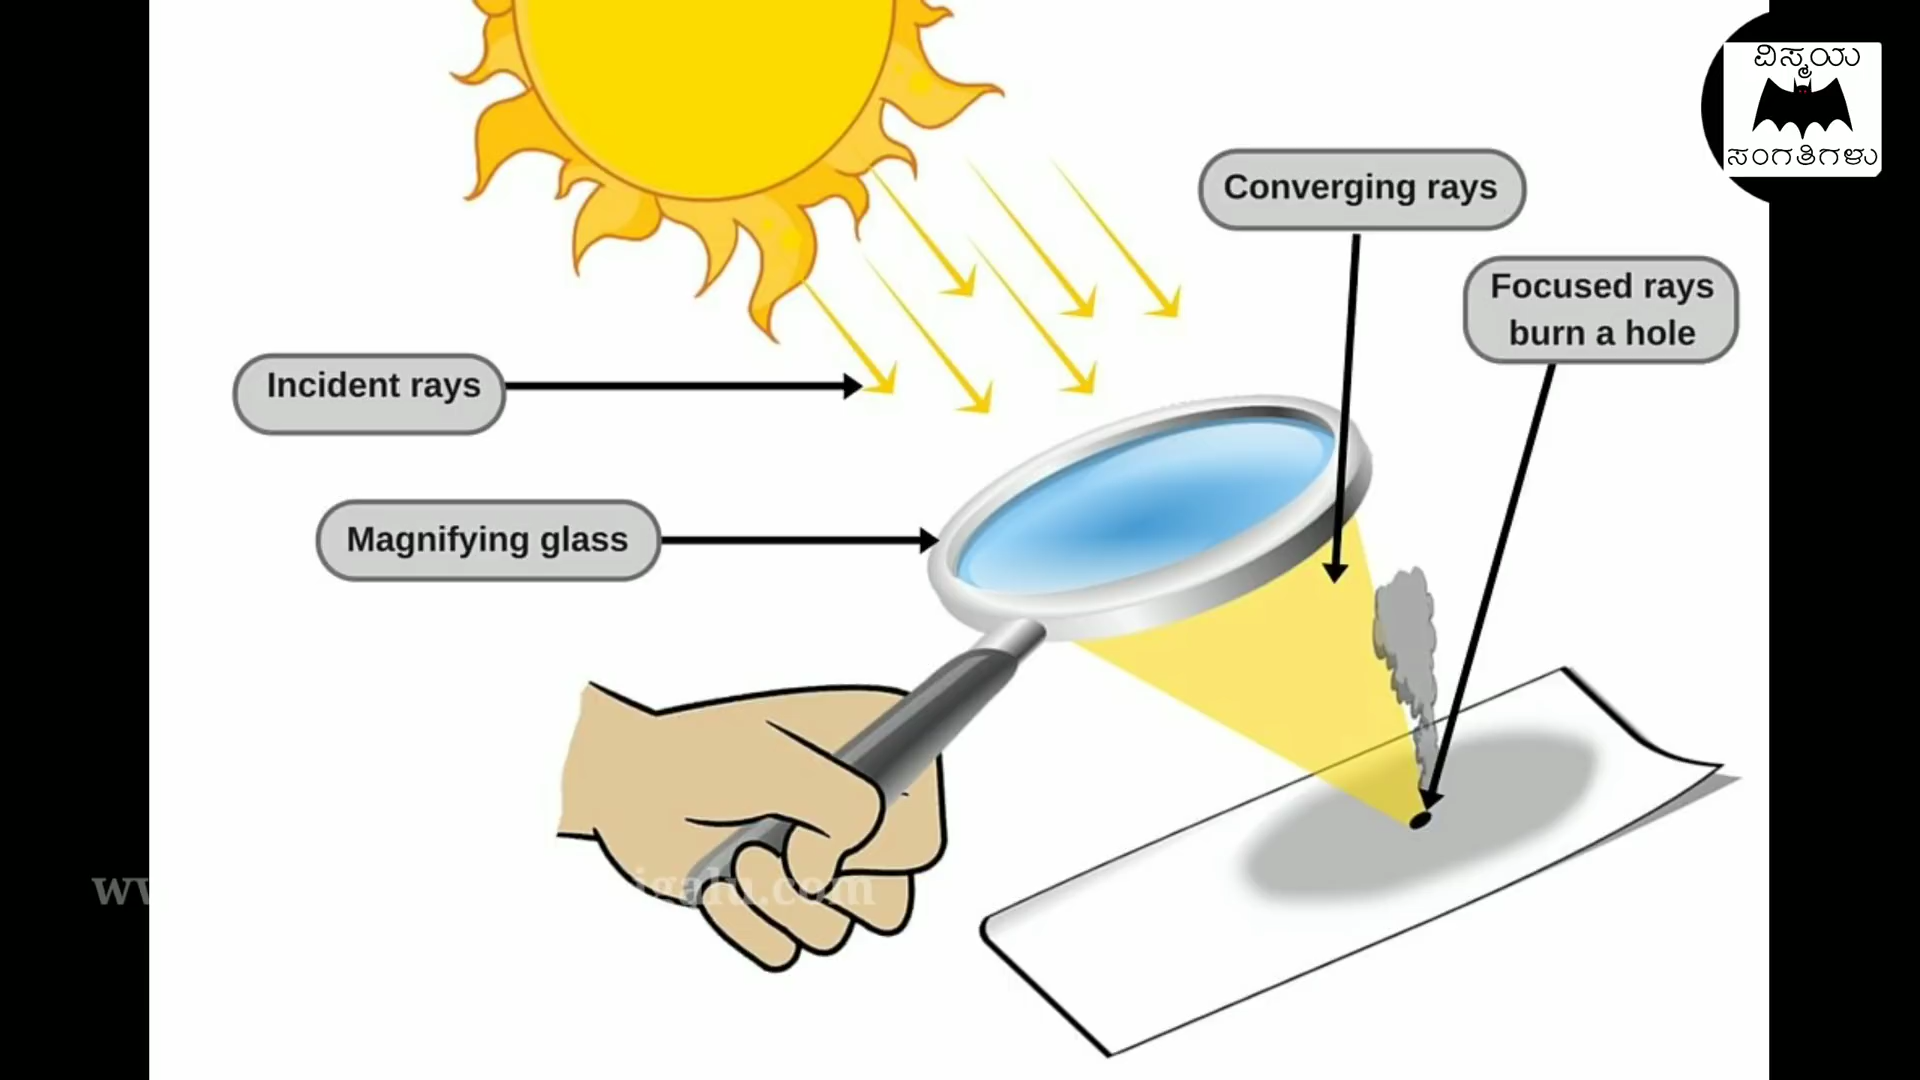 ವಿಸ್ಮಯ
ಸಂಗತಿಗಳು
Converging rays
Focused rays
burn a hole
Incident rays
Magnifying glass